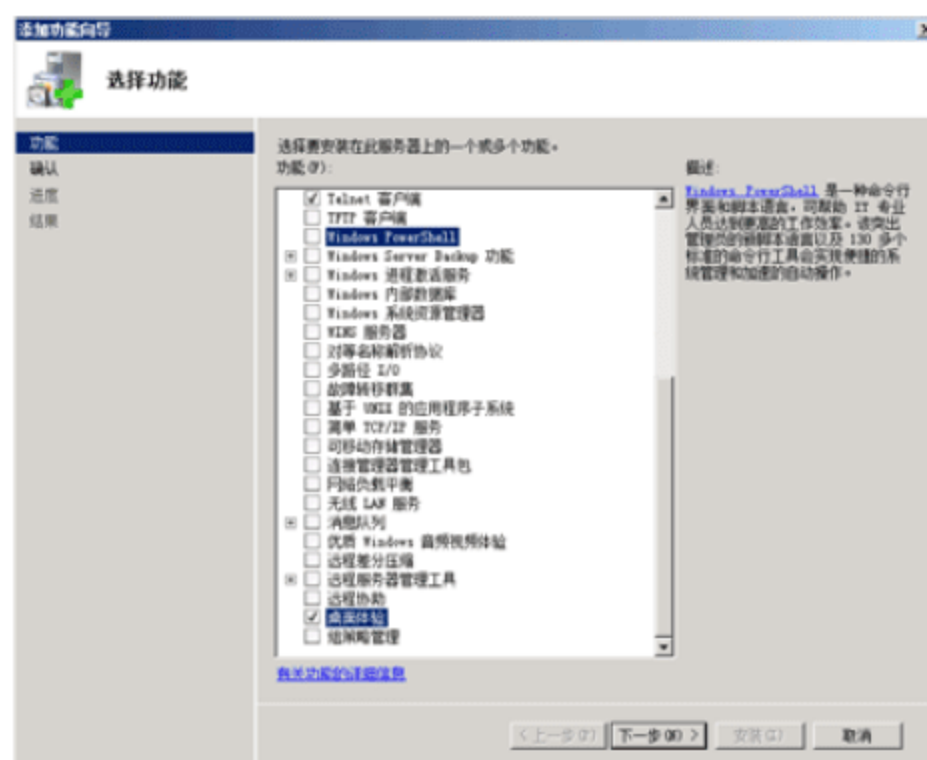 添加功能向导
选择功能
功能
确认
进度
结果
选择要安装在此服务器上的一个或多个功能。
功能(F):
Telnet 客户端
TFTP 客户端
Windows PowerShell
Windows Server Backup 功能
Windows 进程激活服务
Windows 内部数据库
Windows 系统资源管理器
WINS 服务器
对等名称解析协议
多路径 I/O
故障转移群集
基于 UNIX 的应用程序子系统
简单 TCP/IP 服务
可移动存储管理器
连接管理器管理工具包
网络负载平衡
无线 LAN 服务
消息队列
优质 Windows 音频视频体验
远程差分压缩
远程服务器管理工具
远程协助
桌面体验
组策略管理
有关功能的详细信息
描述:
Windows PowerShell 是一种命令行
界面和脚本语言，可帮助 IT 专业
人员达到更高的工作效率。该突出
管理员的新脚本语言以及 130 多个
标准的命令行工具会实现便捷的系
统管理和加速的自动操作。
<上一步(P)
下一步(N) >
安装(I)
取消